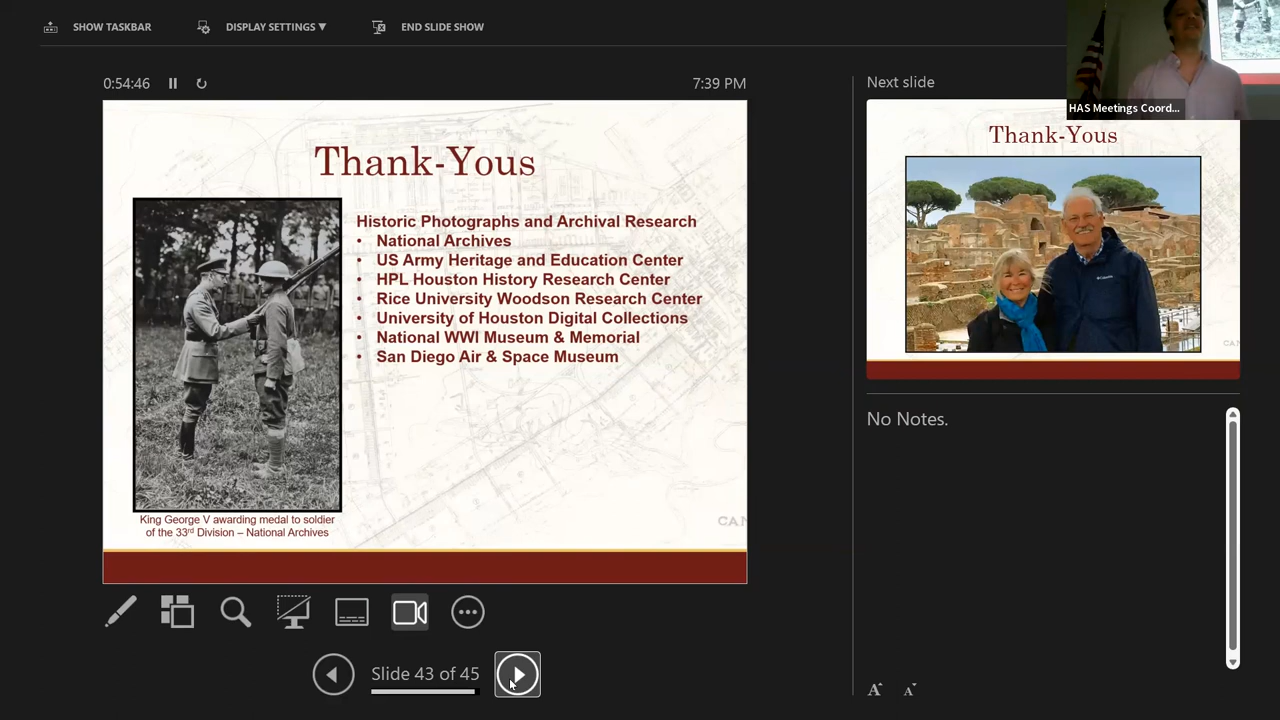 SHOW TASKBAR
DISPLAY SETTINGS ▼
END SLIDE SHOW
0:54:46
7:39 PM
Thank-Yous
Historic Photographs and Archival Research
• National Archives
• US Army Heritage and Education Center
• HPL Houston History Research Center
• Rice University Woodson Research Center
• University of Houston Digital Collections
• National WWI Museum & Memorial
• San Diego Air & Space Museum
King George V awarding medal to soldier
of the 33rd Division – National Archives
CAN
Slide 43 of 45
Next slide
HAS Meetings Coord...
Thank-Yous
Columbia
CA
No Notes.
A A